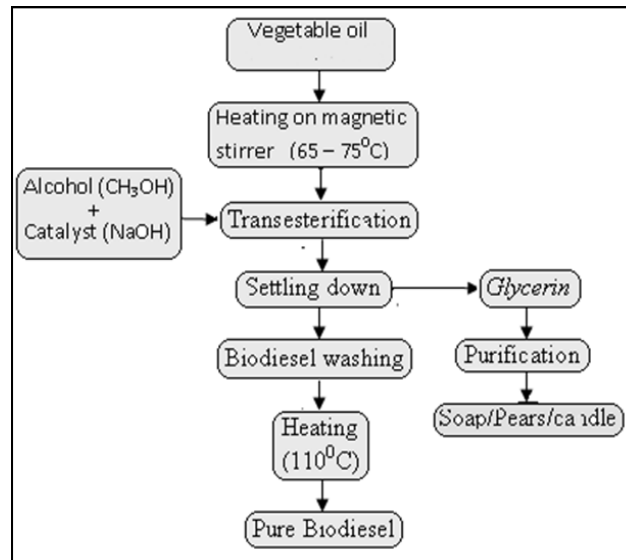 Vegetable oil
Heating on magnetic
stirrer (65 – 75⁰C)
Alcohol (CH₃OH)
+
Catalyst (NaOH)
Transesterification
Settling down
Glycerin
Biodesel washing
Purification
Heating
(110⁰C)
Soap/Pears/candle
Pure Biodiesel